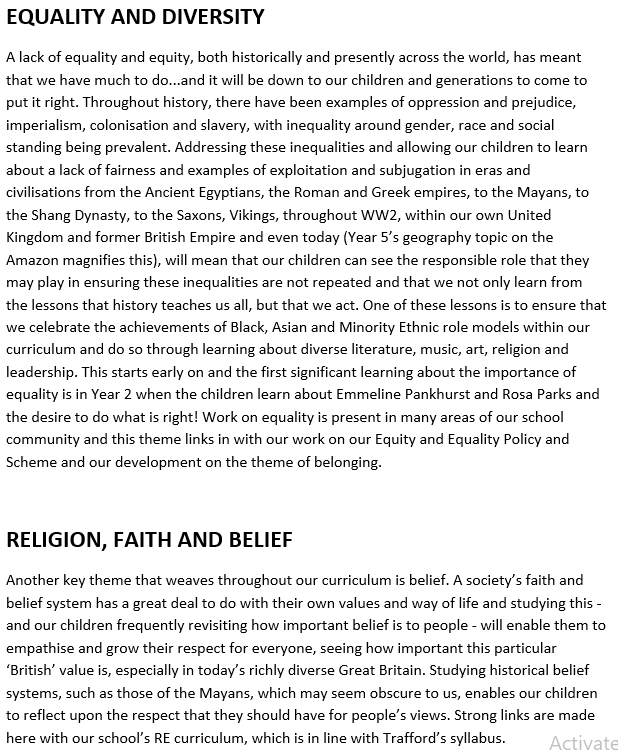 EQUALITY AND DIVERSITY
A lack of equality and equity, both historically and presently across the world, has meant
that we have much to do...and it will be down to our children and generations to come to
put it right. Throughout history, there have been examples of oppression and prejudice,
imperialism, colonisation and slavery, with inequality around gender, race and social
standing being prevalent. Addressing these inequalities and allowing our children to learn
about a lack of fairness and examples of exploitation and subjugation in eras and
civilisations from the Ancient Egyptians, the Roman and Greek empires, to the Mayans, to
the Shang Dynasty, to the Saxons, Vikings, throughout WW2, within our own United
Kingdom and former British Empire and even today (Year 5’s geography topic on the
Amazon magnifies this), will mean that our children can see the responsible role that they
may play in ensuring these inequalities are not repeated and that we not only learn from
the lessons that history teaches us all, but that we act. One of these lessons is to ensure that
we celebrate the achievements of Black, Asian and Minority Ethnic role models within our
curriculum and do so through learning about diverse literature, music, art, religion and
leadership. This starts early on and the first significant learning about the importance of
equality is in Year 2 when the children learn about Emmeline Pankhurst and Rosa Parks and
the desire to do what is right! Work on equality is present in many areas of our school
community and this theme links in with our work on our Equity and Equality Policy and
Scheme and our development on the theme of belonging.
RELIGION, FAITH AND BELIEF
Another key theme that weaves throughout our curriculum is belief. A society’s faith and
belief system has a great deal to do with their own values and way of life and studying this -
and our children frequently revisiting how important belief is to people - will enable them to
empathise and grow their respect for everyone, seeing how important this particular
‘British’ value is, especially in today’s richly diverse Great Britain. Studying historical belief
systems, such as those of the Mayans, which may seem obscure to us, enables our children
to reflect upon the respect that they should have for people’s views. Strong links are made
here with our school’s RE curriculum, which is in line with Trafford’s syllabus.
Activate